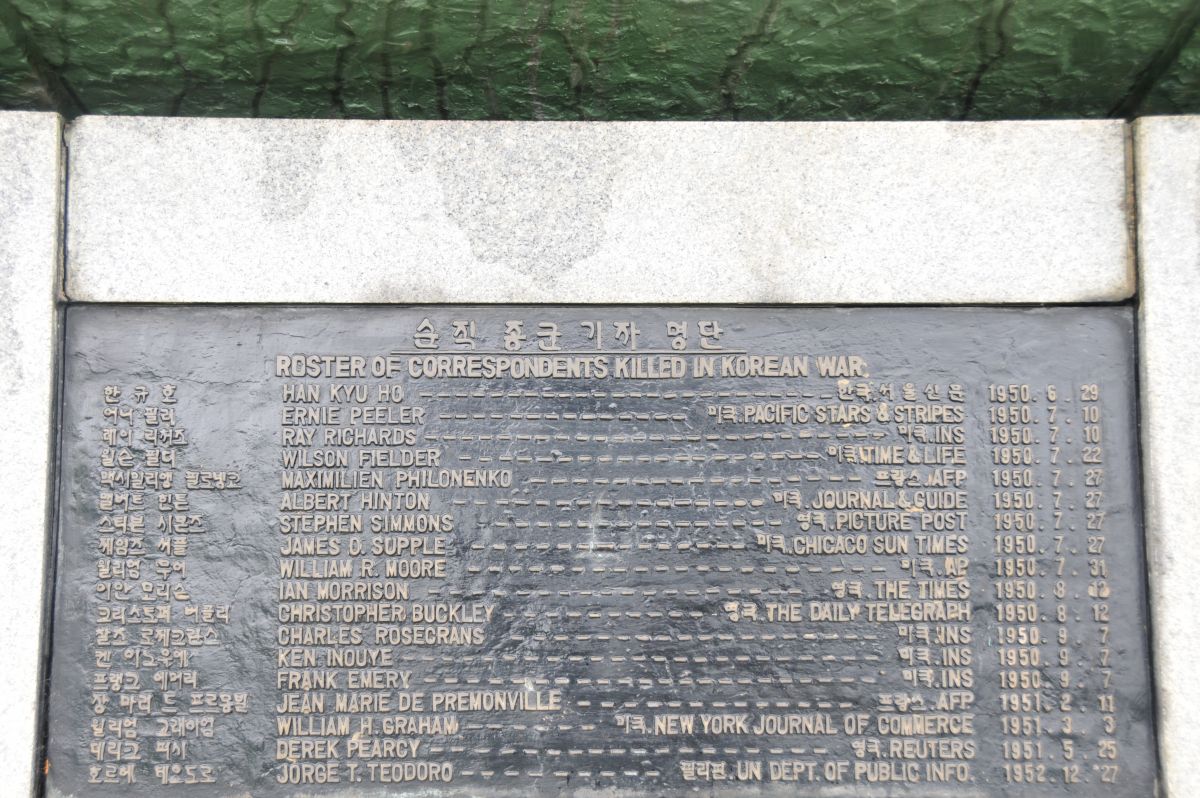 순직 종군 기자 명단
ROSTER OF CORRESPONDENTS KILLED IN KOREAN WAR;
한 규 호 HAN KYU HO 한국.서울신문 1950. 6. 29
어니 필러 ERNIE PEELER 미국.PACIFIC STARS & STRIPES 1950. 7. 10
레이 리처즈 RAY RICHARDS 미국.INS 1950. 7. 10
윌슨 필더 WILSON FIELDER 미국.TIME & LIFE 1950. 7. 22
맥시밀리앙 필로넹코 MAXIMILIEN PHILONENKO 프랑스.AFP 1950. 7. 27
앨버트 힌튼 ALBERT HINTON 미국.JOURNAL & GUIDE 1950. 7. 27
스티븐 시몬즈 STEPHEN SIMMONS 영국.PICTURE POST 1950. 7. 27
제임즈 서플 JAMES O. SUPPLE 미국.CHICACO SUN TIMES 1950. 7. 27
윌리엄 무어 WILLIAM R. MOORE 미국.AP 1950. 7. 31
이안 모리슨 IAN MORRISON 영국.THE TIMES 1950. 8. 12
크리스토퍼 버클리 CHRISTOPHER BUCKLEY 영국.THE DAILY TELEGRAPH 1950. 8. 12
찰즈 로제크랜스 CHARLES ROSECRANS 미국.INS 1950. 9. 7
켄 이노우에 KEN INOUYE 미국.INS 1950. 9. 7
프랭크 에머리 FRANK EMERY 미국.INS 1950. 9. 7
장 마리 드 프로몽빌 JEAN MARIE DE PREMONVILLE 프랑스.AFP 1951. 2. 11
윌리엄 그레이엄 WILLIAM H. GRAHAM 미국.NEW YORK JOURNAL OF COMMERCE 1951. 3. 3
데리크 퍼시 DEREK PEARCY 영국.REUTERS 1951. 5. 25
호르헤 테오도로 JORGE T. TEODORO 필리핀.UN DEPT. OF PUBLIC INFO. 1952. 12. 27